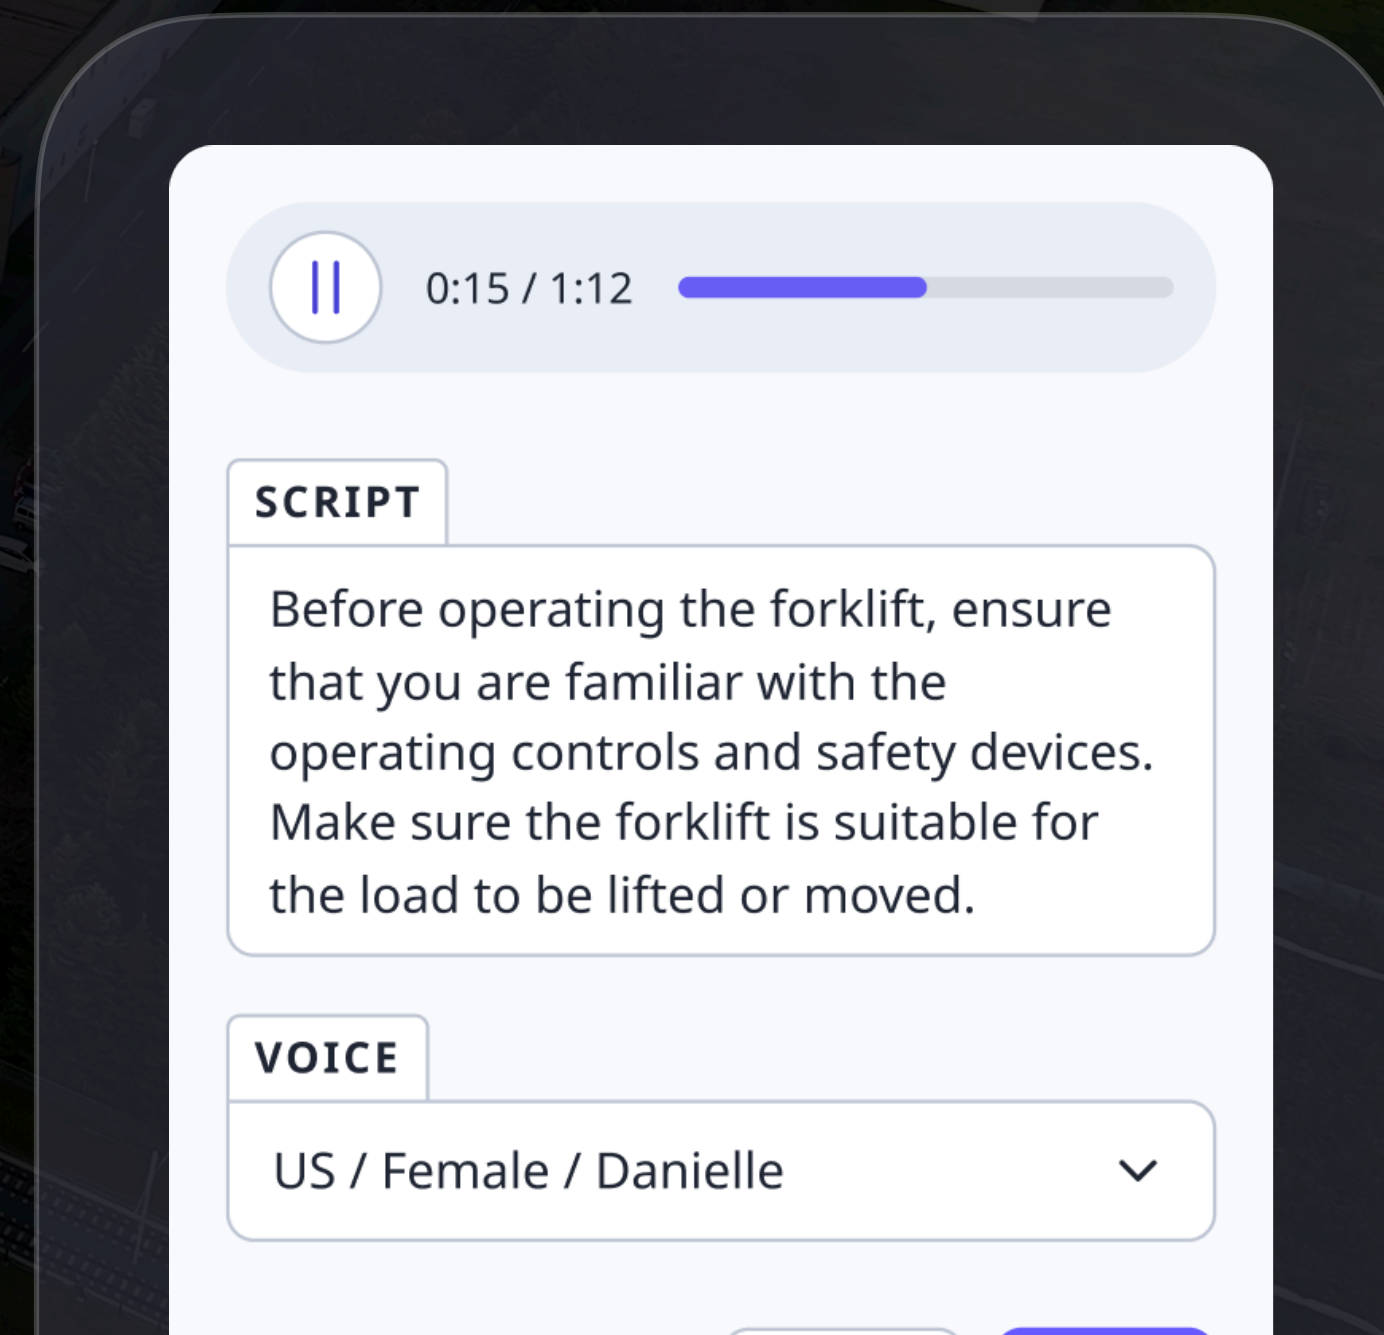 0:15 / 1:12
SCRIPT
Before operating the forklift, ensure
that you are familiar with the
operating controls and safety devices.
Make sure the forklift is suitable for
the load to be lifted or moved.
VOICE
US / Female / Danielle